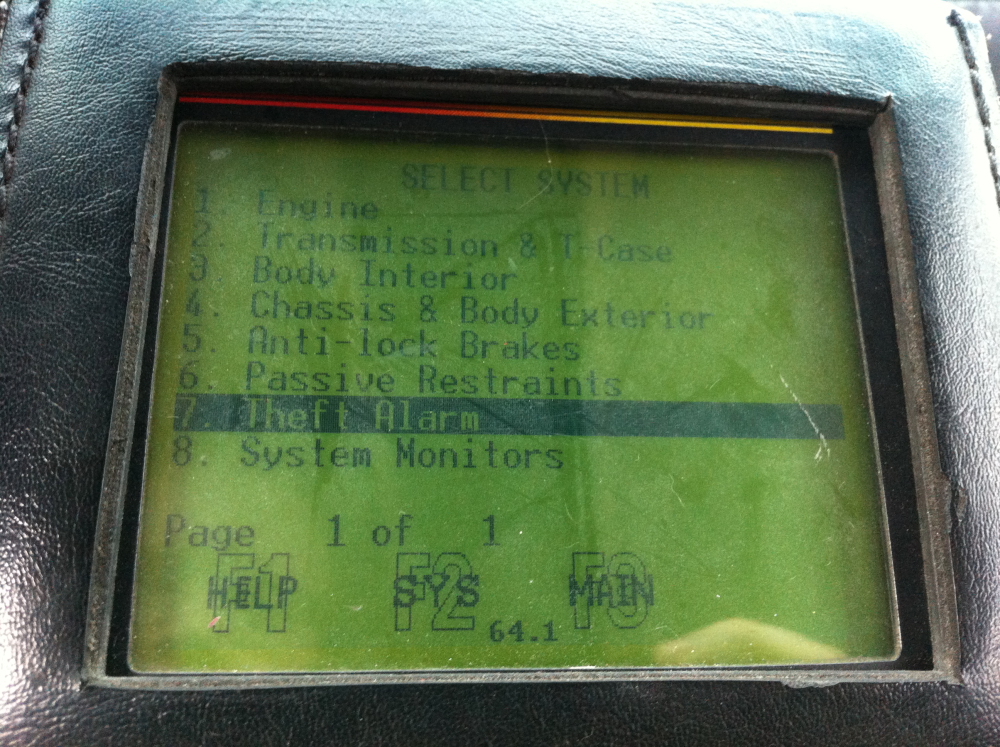 SELECT SYSTEM
1. Engine
2. Transmission & T-Case
3. Body Interior
4. Chassis & Body Exterior
5. Anti-lock Brakes
6. Passive Restraints
7. Theft Alarm
8. System Monitors
Page 1 of 1
F1 F2 F3
HELP SYS MAIN
64.1